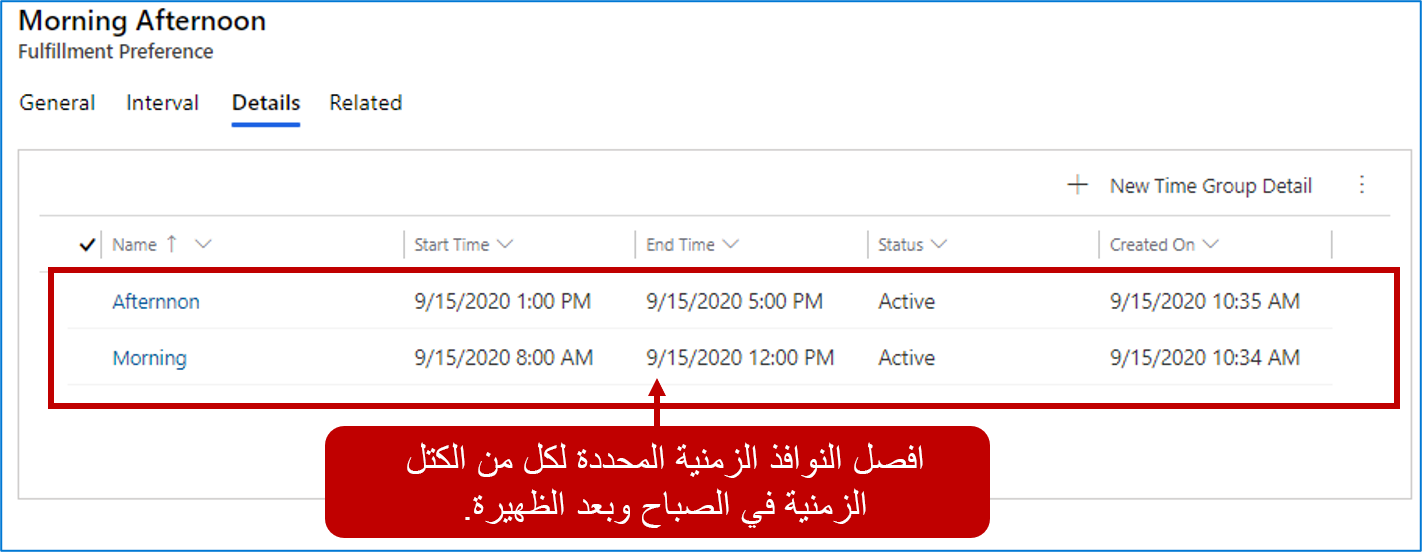 Morning Afternoon
Fulfillment Preference
General Interval Details Related
New Time Group Detail
Name Start Time End Time Status Created On
Afternnon 9/15/2020 1:00 PM 9/15/2020 5:00 PM Active 9/15/2020 10:35 AM
Morning 9/15/2020 8:00 AM 9/15/2020 12:00 PM Active 9/15/2020 10:34 AM
افصل النوافذ الزمنية المحددة لكل من الكتل
الزمنية في الصباح وبعد الظهيرة.